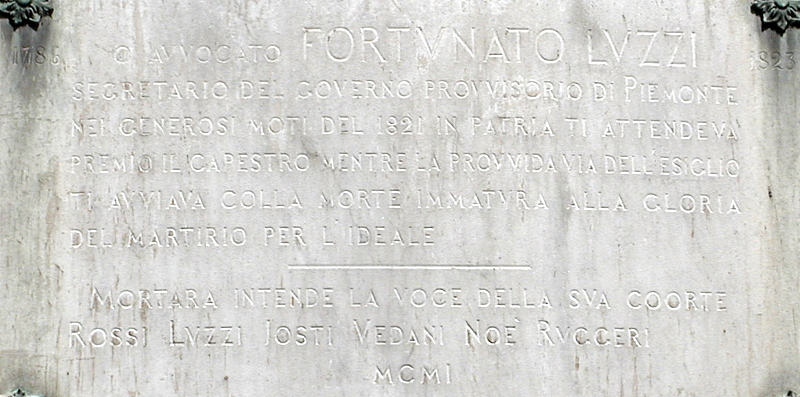 1786 O AVVOCATO FORTVNATO LVZZI 1823
SEGRETARIO DEL GOVERNO PROVVISORIO DI PIEMONTE
NEI GENEROSI MOTI DEL 1821 IN PATRIA TI ATTENDEVA
PREMIO IL CAPESTRO MENTRE LA PROVVIDA VIA DELL'ESIGLIO
TI AVVIAVA COLLA MORTE IMMATVRA ALLA GLORIA
DEL MARTIRIO PER L'IDEALE
MORTARA INTENDE LA VOCE DELLA SVA COORTE
ROSSI LVZZI JOSTI VEDANI NOÈ RVGGERI
MCMI